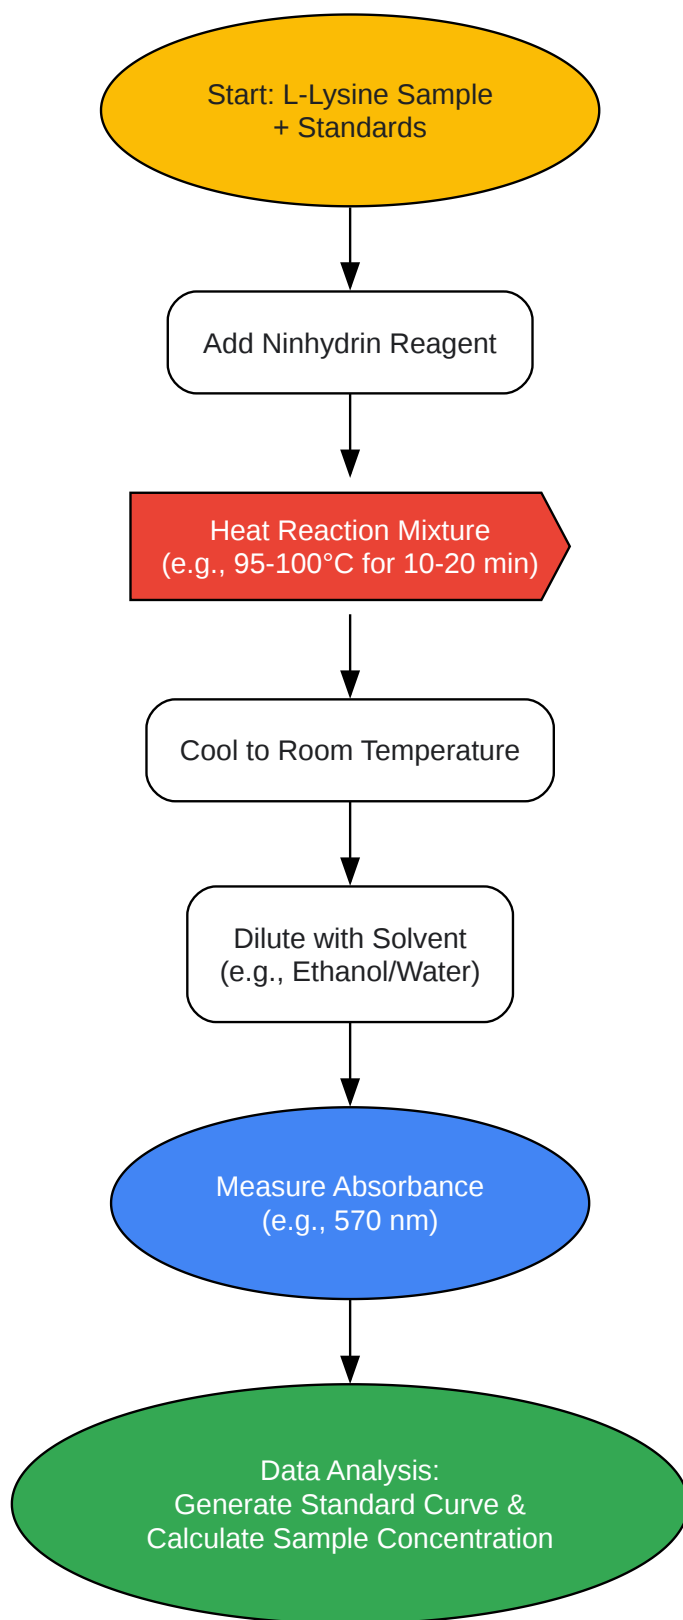 Start: L-Lysine Sample
+ Standards
Add Ninhydrin Reagent
Heat Reaction Mixture
(e.g., 95-100°C for 10-20 min)
Cool to Room Temperature
Dilute with Solvent
(e.g., Ethanol/Water)
Measure Absorbance
(e.g., 570 nm)
Data Analysis:
Generate Standard Curve &
Calculate Sample Concentration